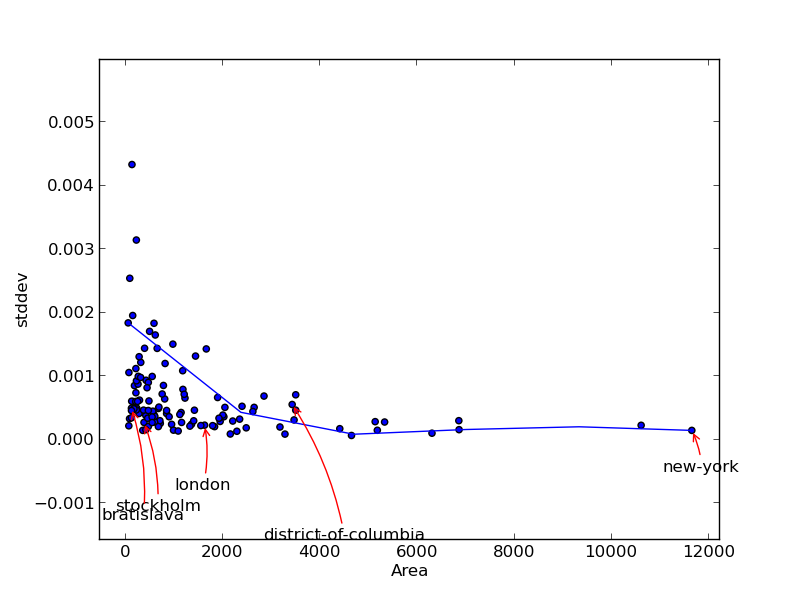 0.005
0.004
0.003
0.002
0.001
0.000
−0.001
stddev
new-york
london
stockholm
bratislava
district-of-columbia
0 2000 4000 6000 8000 10000 12000
Area